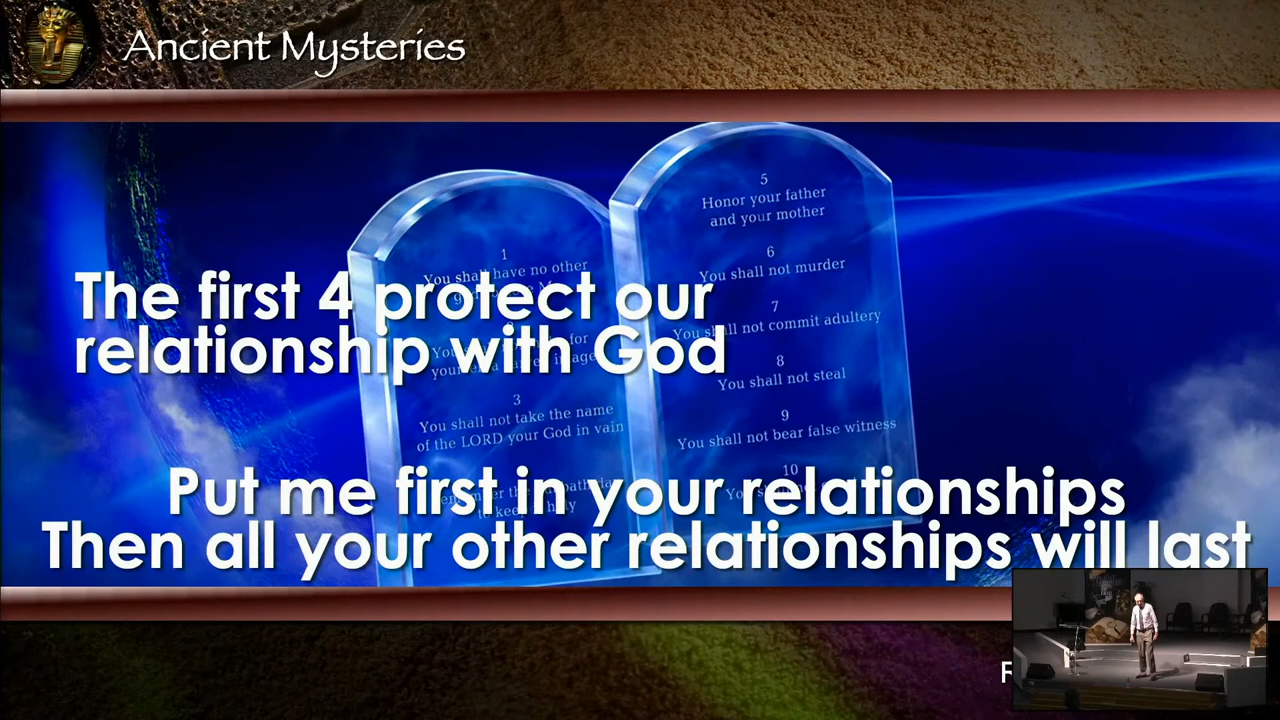 Ancient Mysteries
The first 4 protect our
relationship with God
Put me first in your relationships
Then all your other relationships will last
1
You shall have no other
3
You shall not take the name
of the LORD your God in vain
5
Honor your father
and your mother
6
You shall not murder
7
You shall not commit adultery
8
You shall not steal
9
You shall not bear false witness
10